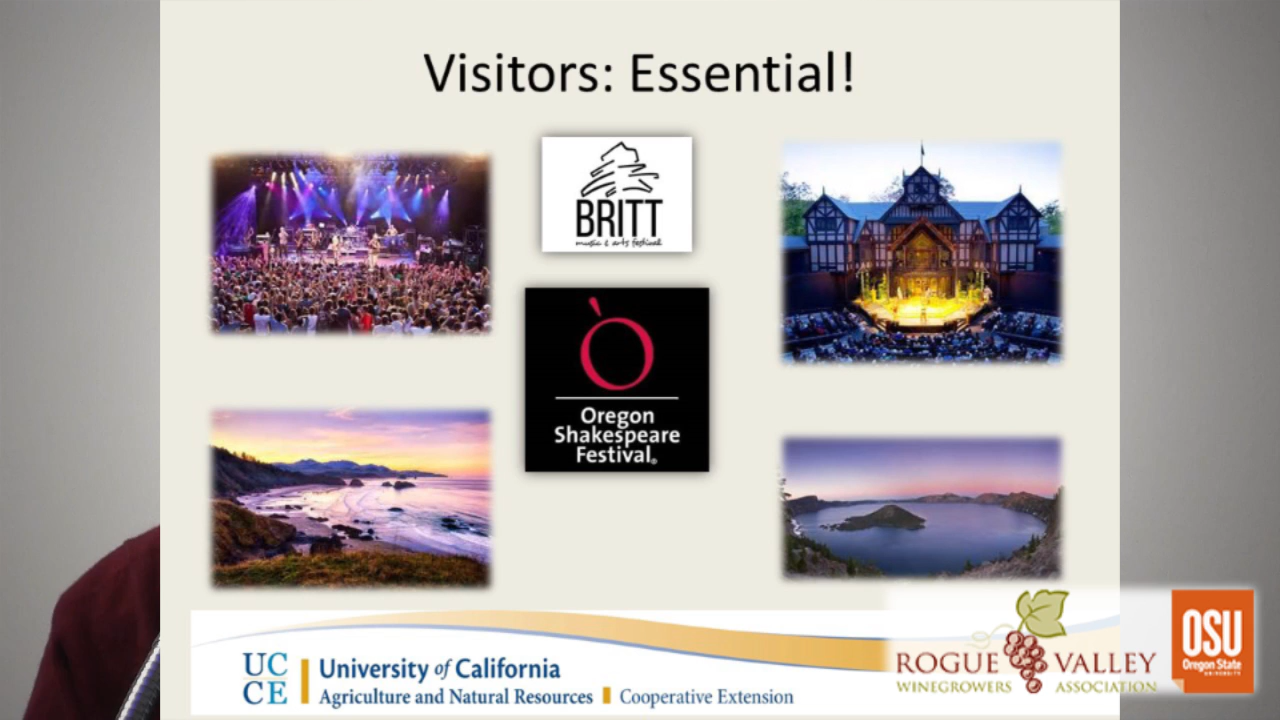 Visitors: Essential!
BRITT
music & arts festival
Oregon
Shakespeare
Festival®
UC
CE
University of California
Agriculture and Natural Resources
Cooperative Extension
ROGUE VALLEY
WINEGROWERS ASSOCIATION
OSU
Oregon State
UNIVERSITY